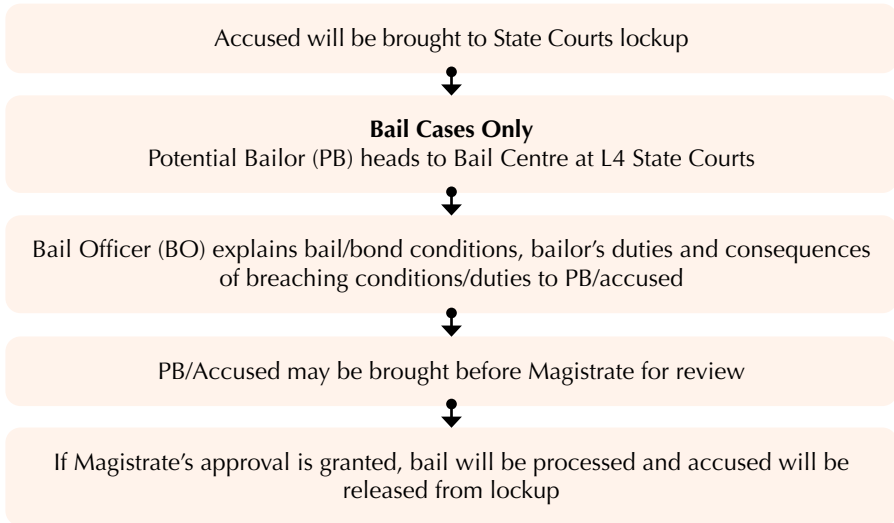 Accused will be brought to State Courts lockup
Bail Cases Only
Potential Bailor (PB) heads to Bail Centre at L4 State Courts
Bail Officer (BO) explains bail/bond conditions, bailor’s duties and consequences
of breaching conditions/duties to PB/accused
PB/Accused may be brought before Magistrate for review
If Magistrate’s approval is granted, bail will be processed and accused will be
released from lockup